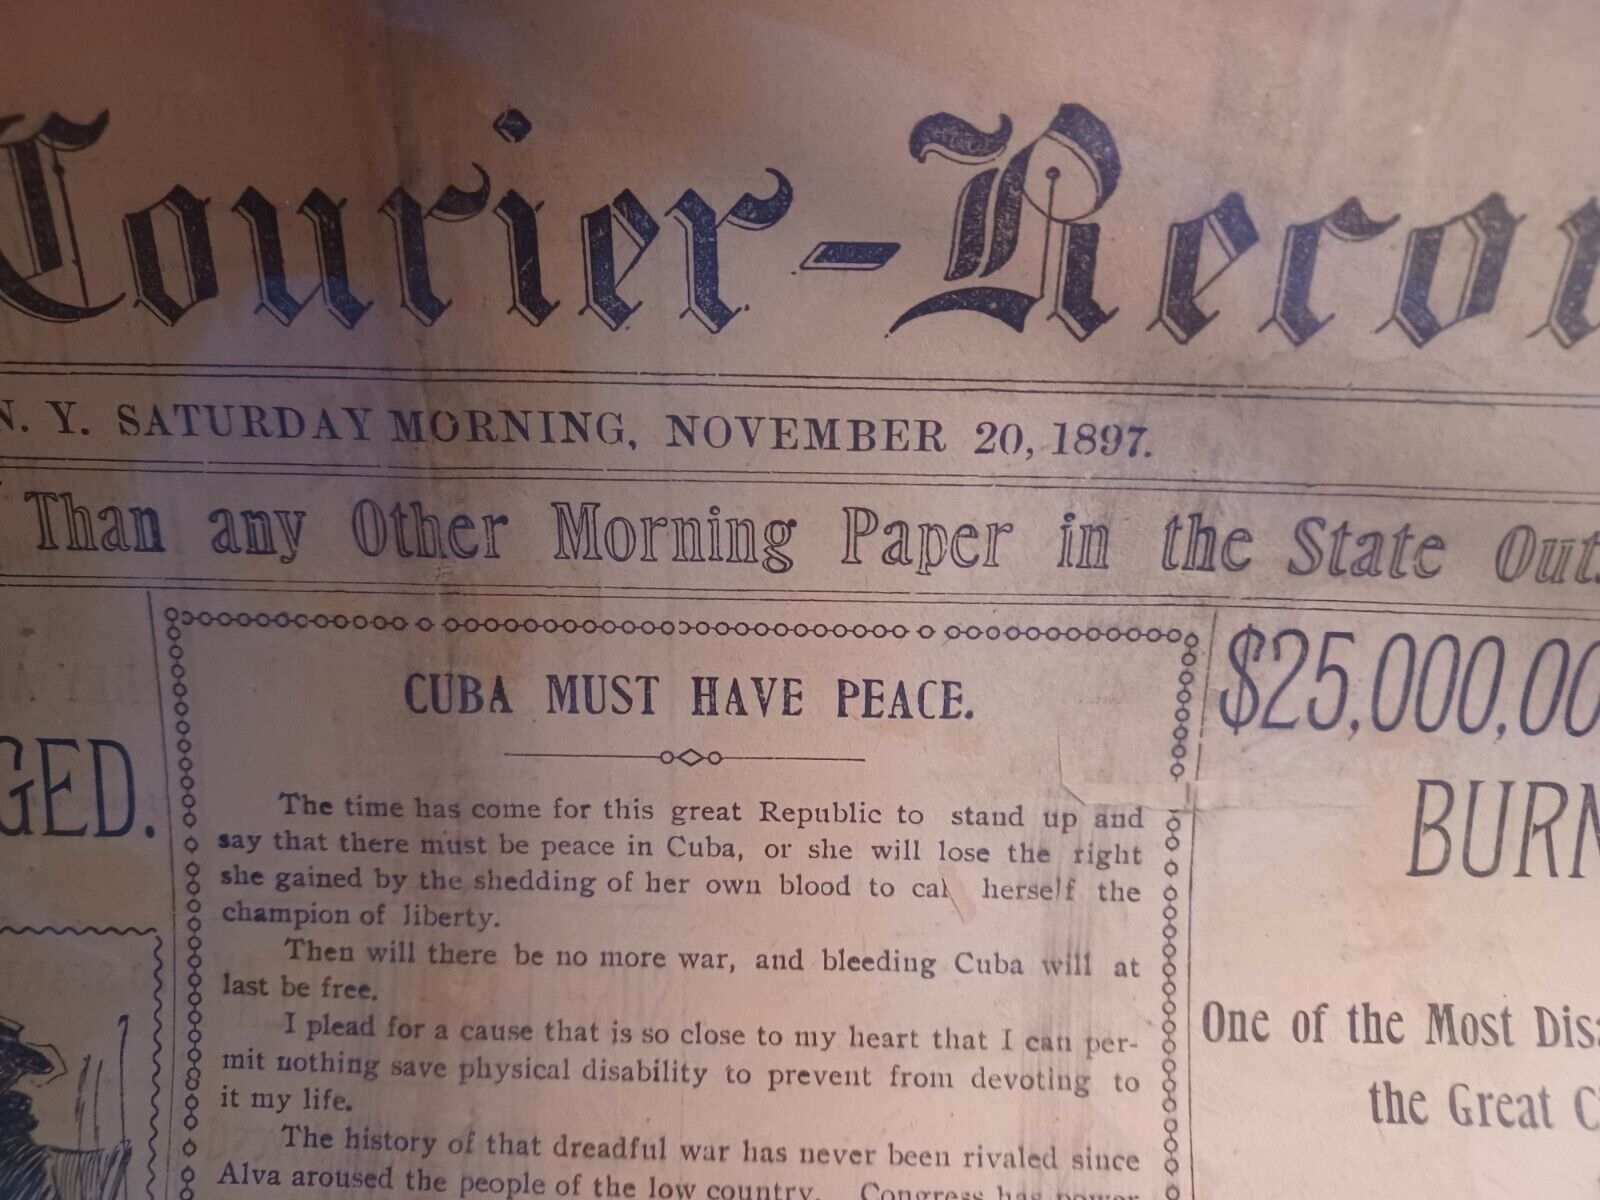 Courier-Recor
N. Y. SATURDAY MORNING, NOVEMBER 20, 1897.
Than any Other Morning Paper in the State Out
GED.
CUBA MUST HAVE PEACE.
The time has come for this great Republic to stand up and
say that there must be peace in Cuba, or she will lose the right
she gained by the shedding of her own blood to cal herself the
champion of liberty.
Then will there be no more war, and bleeding Cuba will at
last be free.
I plead for a cause that is so close to my heart that I can per-
mit nothing save physical disability to prevent from devoting to
it my life.
The history of that dreadful war has never been rivaled since
Alva aroused the people of the low country. Congress has power
$25,000,00
BURN
One of the Most Dis
the Great C